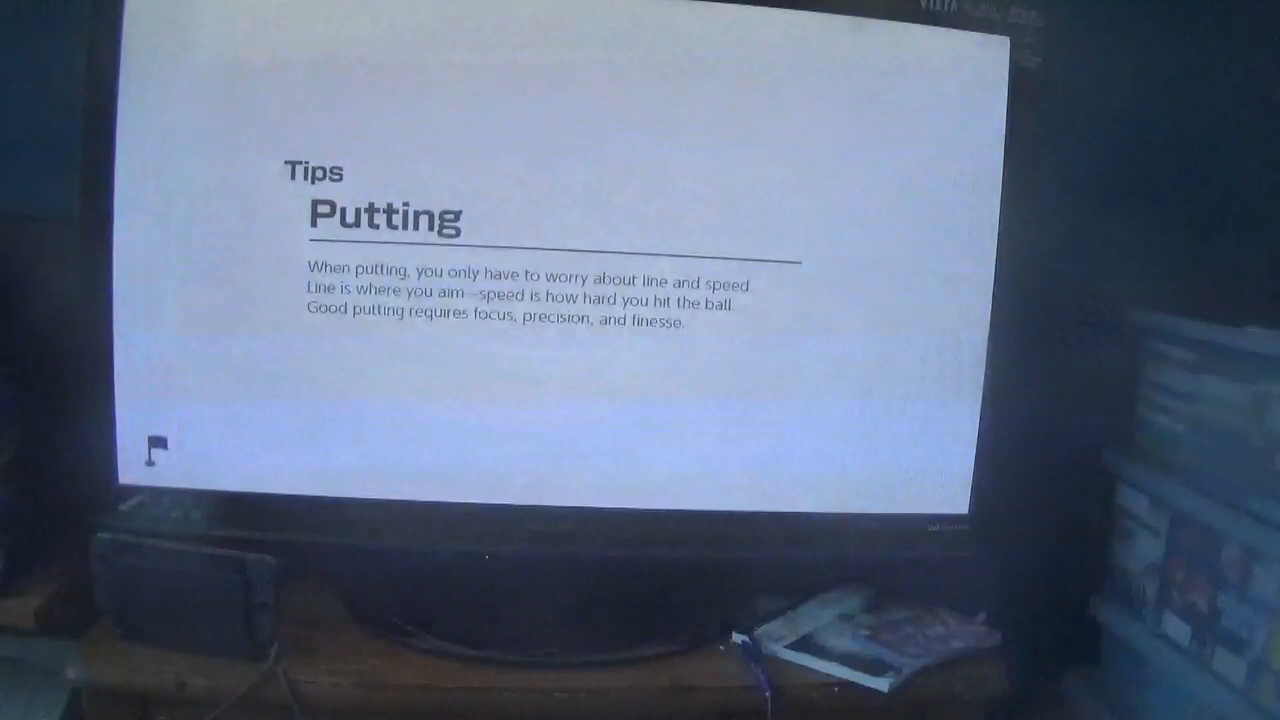 VIERA
Tips
Putting
When putting, you only have to worry about line and speed.
Line is where you aim—speed is how hard you hit the ball.
Good putting requires focus, precision, and finesse.